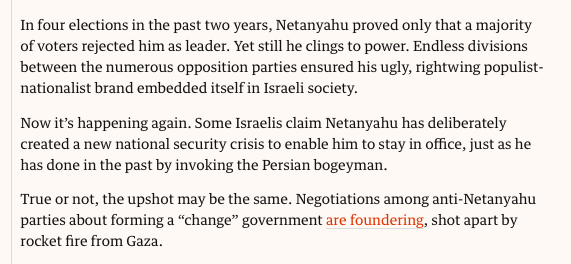 In four elections in the past two years, Netanyahu proved only that a majority
of voters rejected him as leader. Yet still he clings to power. Endless divisions
between the numerous opposition parties ensured his ugly, rightwing populist-
nationalist brand embedded itself in Israeli society.
Now it’s happening again. Some Israelis claim Netanyahu has deliberately
created a new national security crisis to enable him to stay in office, just as he
has done in the past by invoking the Persian bogeyman.
True or not, the upshot may be the same. Negotiations among anti-Netanyahu
parties about forming a “change” government are foundering, shot apart by
rocket fire from Gaza.